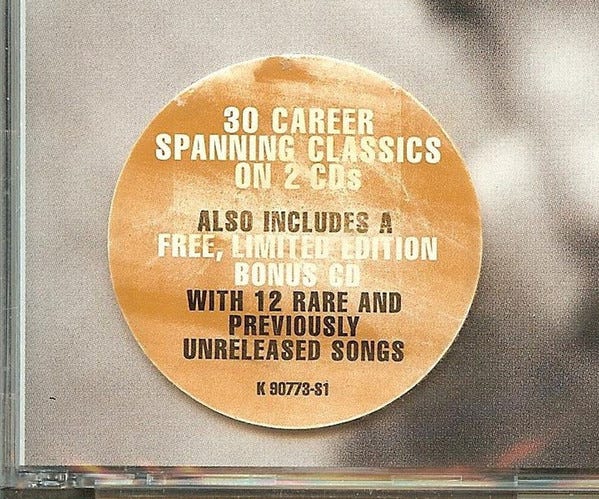 30 CAREER
SPANNING CLASSICS
ON 2 CDs
ALSO INCLUDES A
FREE, LIMITED EDITION
BONUS CD
WITH 12 RARE AND
PREVIOUSLY
UNRELEASED SONGS
K 90773-S1